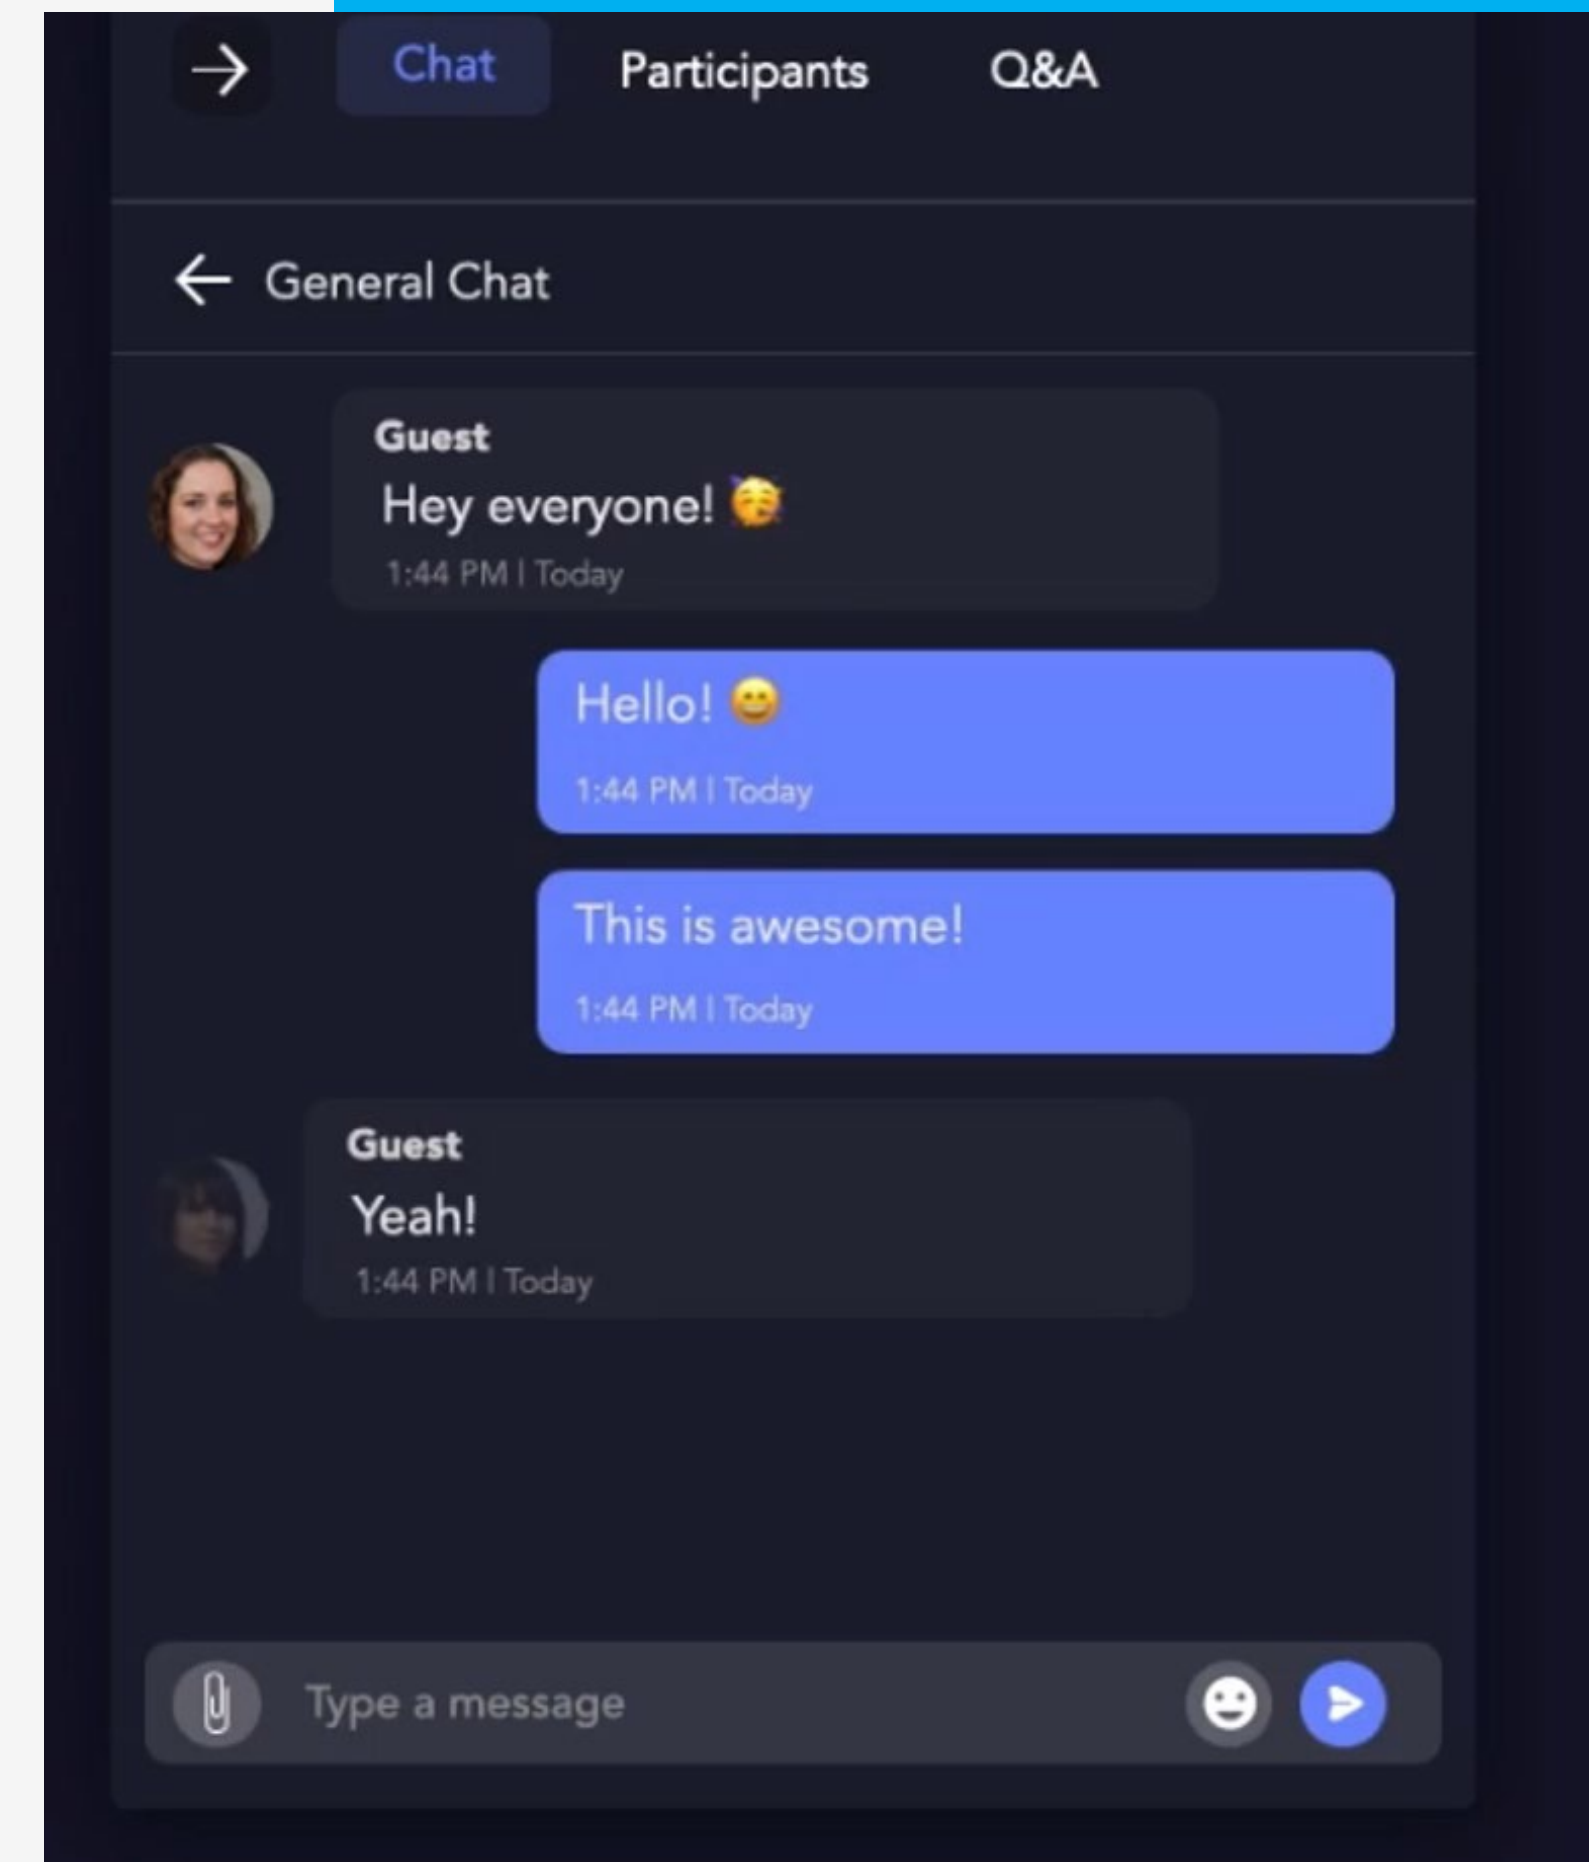 Chat Participants Q&A
General Chat
Guest
Hey everyone! 🥳
1:44 PM | Today
Hello! 😄
1:44 PM | Today
This is awesome!
1:44 PM | Today
Guest
Yeah!
1:44 PM | Today
Type a message